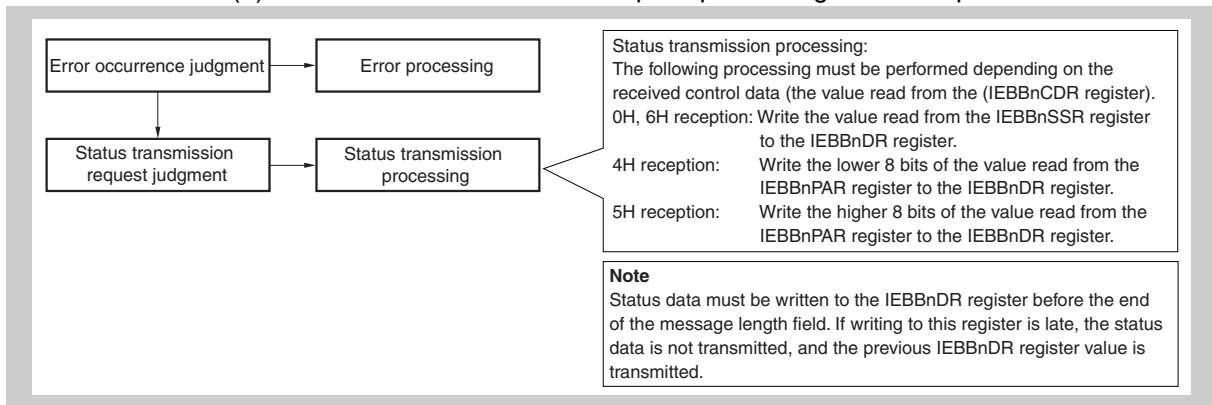 Error occurrence judgment
Error processing
Status transmission
request judgment
Status transmission
processing
Status transmission processing:
The following processing must be performed depending on the
received control data (the value read from the (IEBBnCDR register).
0H, 6H reception: Write the value read from the IEBBnSSR register
to the IEBBnDR register.
4H reception: Write the lower 8 bits of the value read from the
IEBBnPAR register to the IEBBnDR register.
5H reception: Write the higher 8 bits of the value read from the
IEBBnPAR register to the IEBBnDR register.
Note
Status data must be written to the IEBBnDR register before the end
of the message length field. If writing to this register is late, the status
data is not transmitted, and the previous IEBBnDR register value is
transmitted.